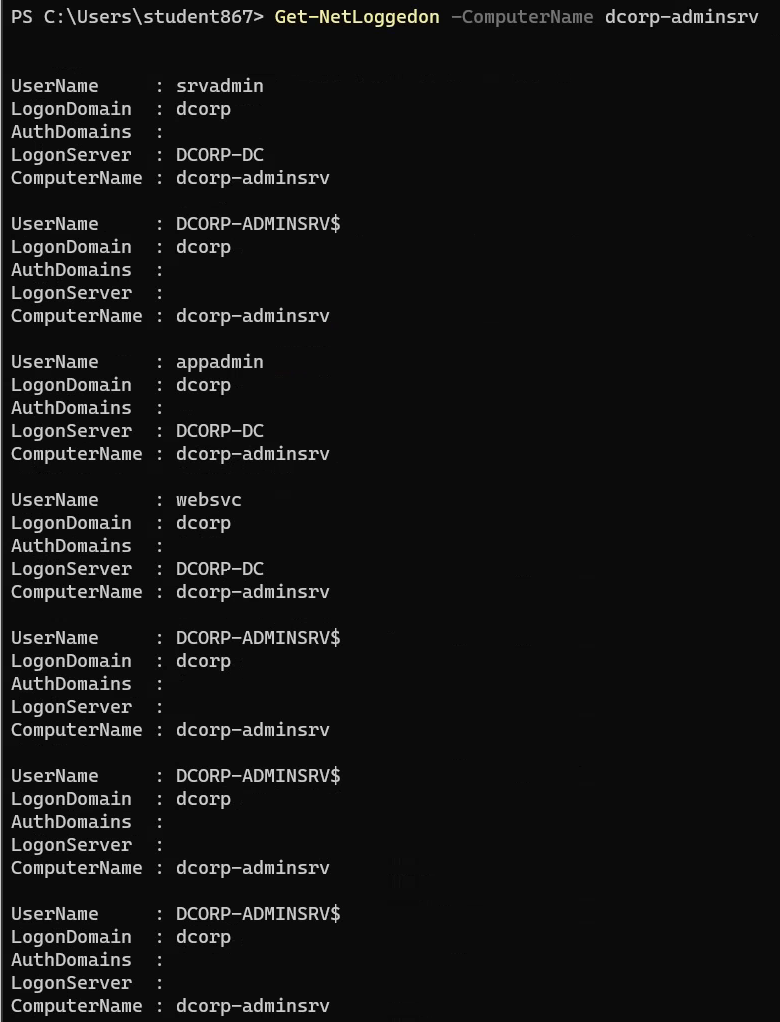 PS C:\Users\student867> Get-NetLoggedon -ComputerName dcorp-adminsrv
UserName : srvadmin
LogonDomain : dcorp
AuthDomains :
LogonServer : DCORP-DC
ComputerName : dcorp-adminsrv
UserName : DCORP-ADMINSRV$
LogonDomain : dcorp
AuthDomains :
LogonServer :
ComputerName : dcorp-adminsrv
UserName : appadmin
LogonDomain : dcorp
AuthDomains :
LogonServer : DCORP-DC
ComputerName : dcorp-adminsrv
UserName : websvc
LogonDomain : dcorp
AuthDomains :
LogonServer : DCORP-DC
ComputerName : dcorp-adminsrv
UserName : DCORP-ADMINSRV$
LogonDomain : dcorp
AuthDomains :
LogonServer :
ComputerName : dcorp-adminsrv
UserName : DCORP-ADMINSRV$
LogonDomain : dcorp
AuthDomains :
LogonServer :
ComputerName : dcorp-adminsrv
UserName : DCORP-ADMINSRV$
LogonDomain : dcorp
AuthDomains :
LogonServer :
ComputerName : dcorp-adminsrv